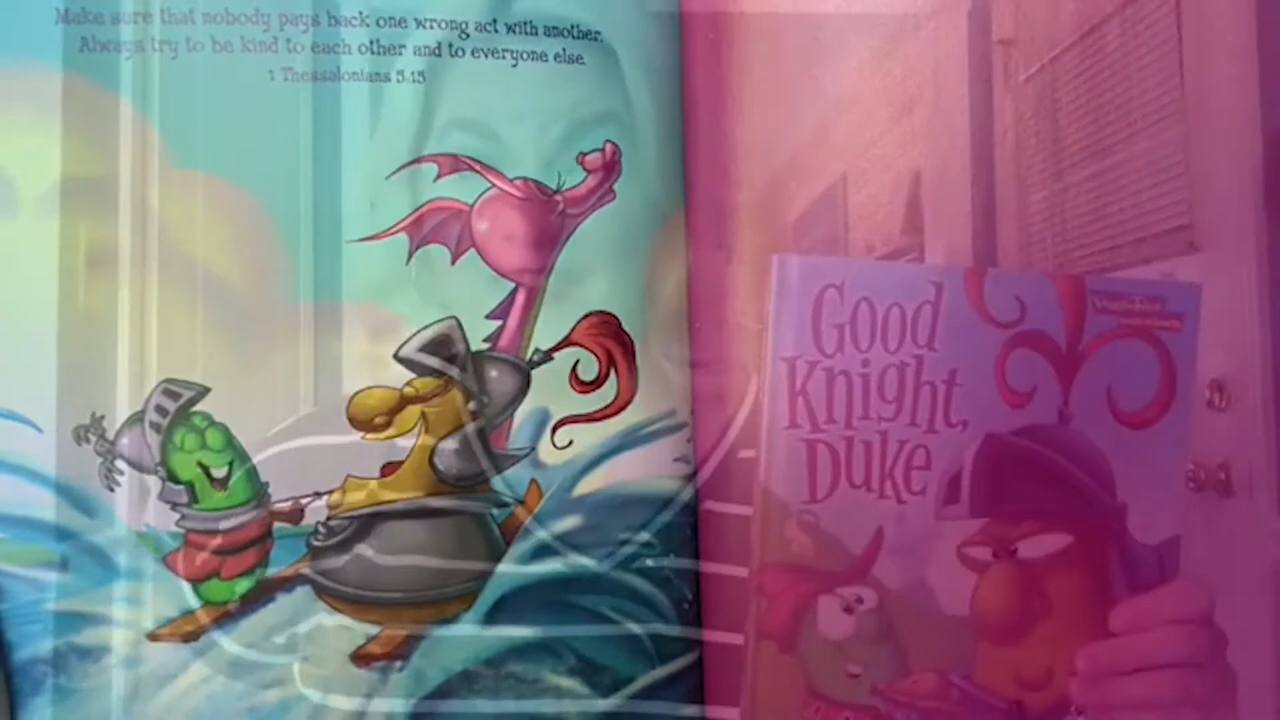 Make sure that nobody pays back one wrong act with another.
Always try to be kind to each other and to everyone else.
1 Thessalonians 5:15
Good
Knight,
Duke
VeggieTales